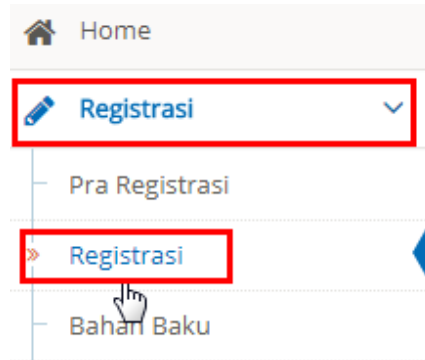 Home
Registrasi
Pra Registrasi
Registrasi
Bahan Baku